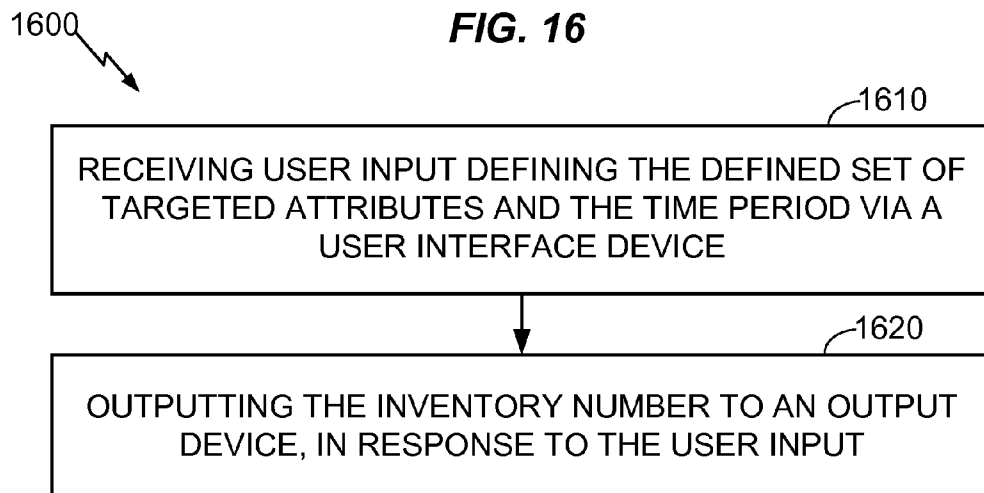 1600
FIG. 16
1610
RECEIVING USER INPUT DEFINING THE DEFINED SET OF
TARGETED ATTRIBUTES AND THE TIME PERIOD VIA A
USER INTERFACE DEVICE
1620
OUTPUTTING THE INVENTORY NUMBER TO AN OUTPUT
DEVICE, IN RESPONSE TO THE USER INPUT